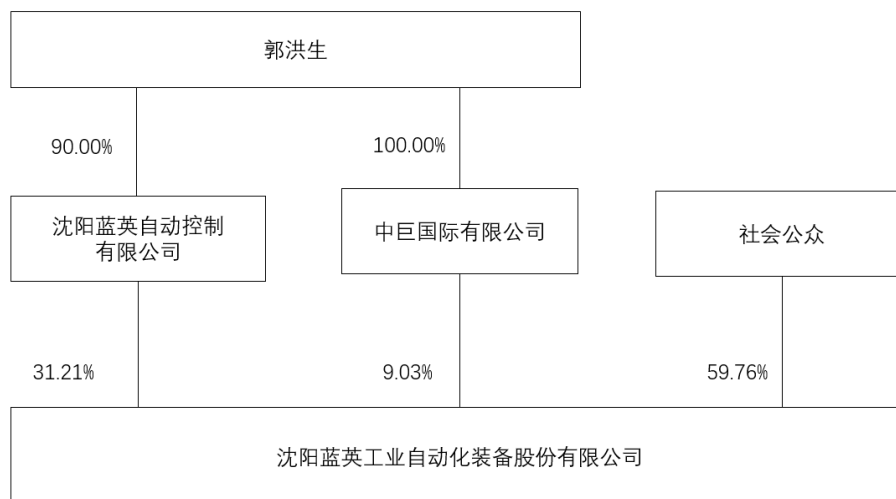 郭洪生
90.00%
100.00%
沈阳蓝英自动控制
有限公司
中巨国际有限公司
社会公众
31.21%
9.03%
59.76%
沈阳蓝英工业自动化装备股份有限公司